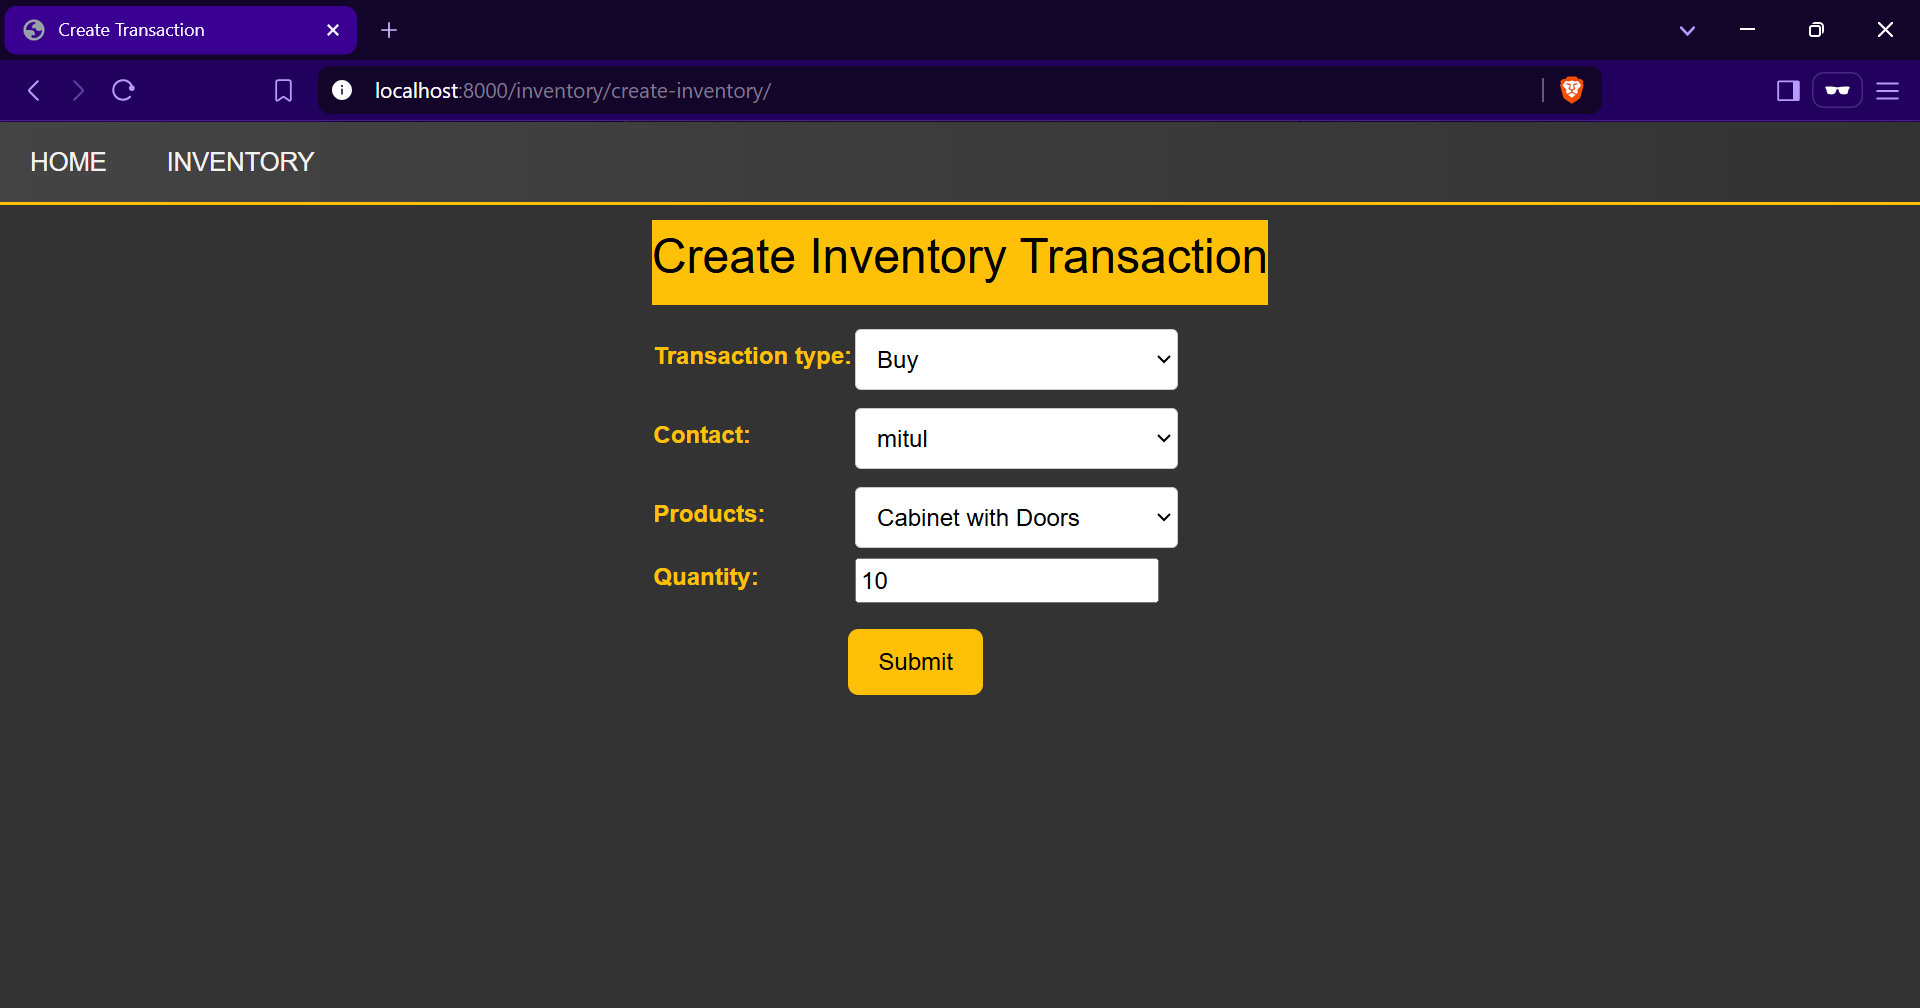 Create Transaction
localhost:8000/inventory/create-inventory/
HOME INVENTORY
Create Inventory Transaction
Transaction type: Buy
Contact: mitul
Products: Cabinet with Doors
Quantity: 10
Submit